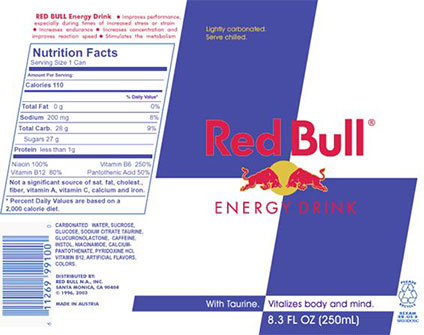 RED BULL Energy Drink • Improves performance,
especially during times of increased stress or strain
• Increases endurance • Increases concentration and
improves reaction speed • Stimulates the metabolism
Nutrition Facts
Serving Size 1 Can
Amount Per Serving
Calories 110
% Daily Value*
Total Fat 0 g 0%
Sodium 200 mg 8%
Total Carb. 28 g 9%
Sugars 27 g
Protein less than 1g
Niacin 100% Vitamin B6 250%
Vitamin B12 80% Pantothenic Acid 50%
Not a significant source of sat. fat, cholest.,
fiber, vitamin A, vitamin C, calcium and iron.
* Percent Daily Values are based on a
2,000 calorie diet.
CARBONATED WATER, SUCROSE,
GLUCOSE, SODIUM CITRATE TAURINE,
GLUCURONOLACTONE, CAFFEINE,
INSTOL, NIACINAMIDE, CALCIUM-
PANTOTHENATE, PYRIDOXINE HCL
VITAMIN B12, ARTIFICIAL FLAVORS,
COLORS.
DISTRIBUTED BY:
RED BULL N.A., INC.
SANTA MONICA, CA 90404
© 1996, 2002
MADE IN AUSTRIA
Lightly carbonated.
Serve chilled.
Red Bull®
ENERGY DRINK
With Taurine. Vitalizes body and mind.
8.3 FL OZ (250mL)
PLEASE
RECYCLE
REXAM